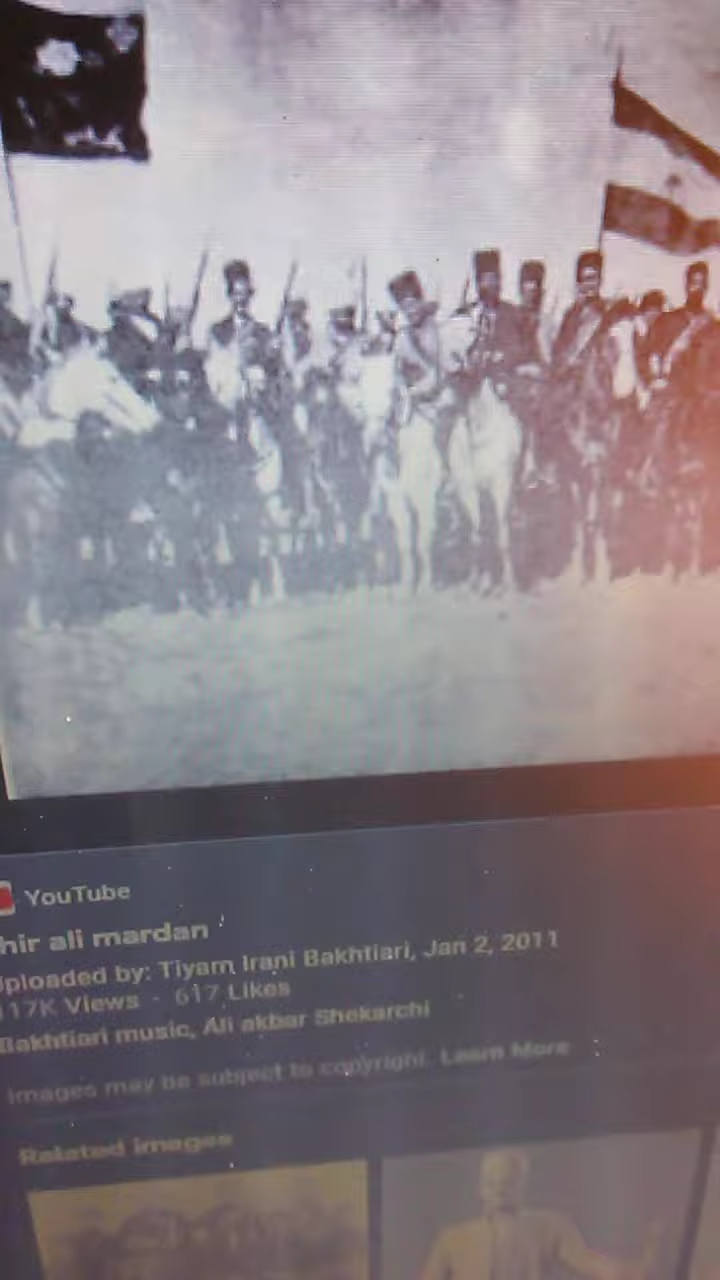 YouTube
hir ali mardan
ploaded by: Tiyam Irani Bakhtiari, Jan 2, 2011
117K Views - 617 Likes
Bakhtiari music, Ali akbar Shekarchi
Images may be subject to copyright. Learn More
Related images